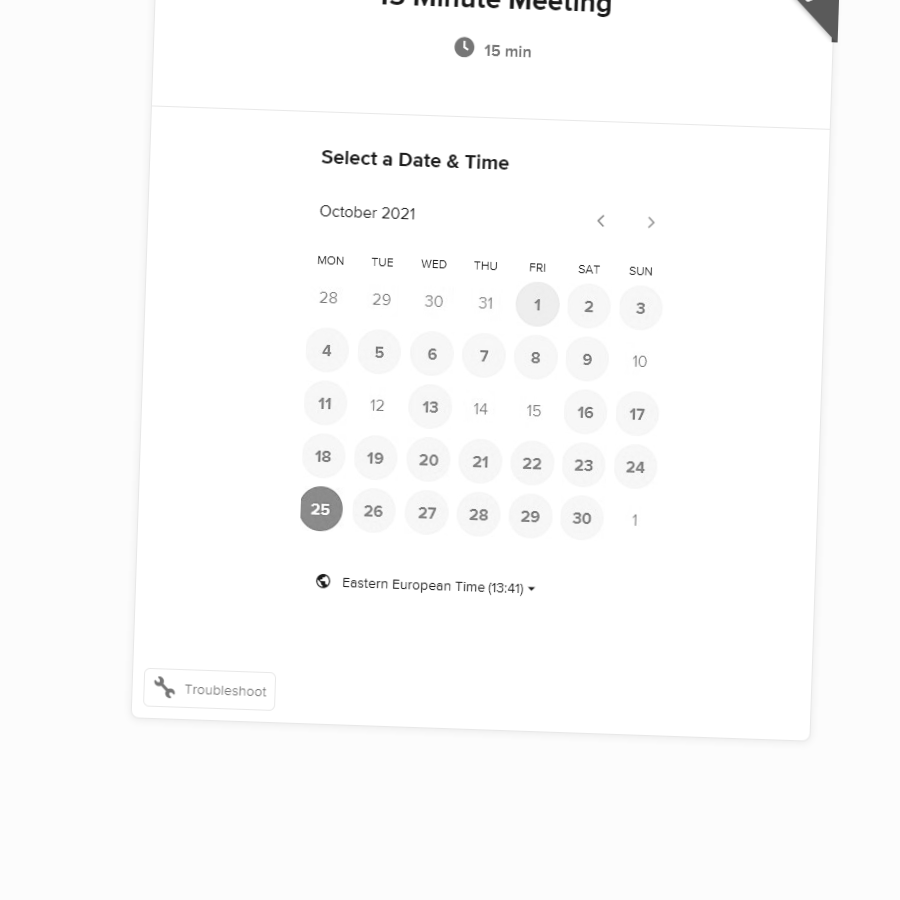 15 Minute Meeting
15 min
Select a Date & Time
October 2021
MON TUE WED THU FRI SAT SUN
28 29 30 31 1 2 3
4 5 6 7 8 9 10
11 12 13 14 15 16 17
18 19 20 21 22 23 24
25 26 27 28 29 30 1
Eastern European Time (13:41)
Troubleshoot